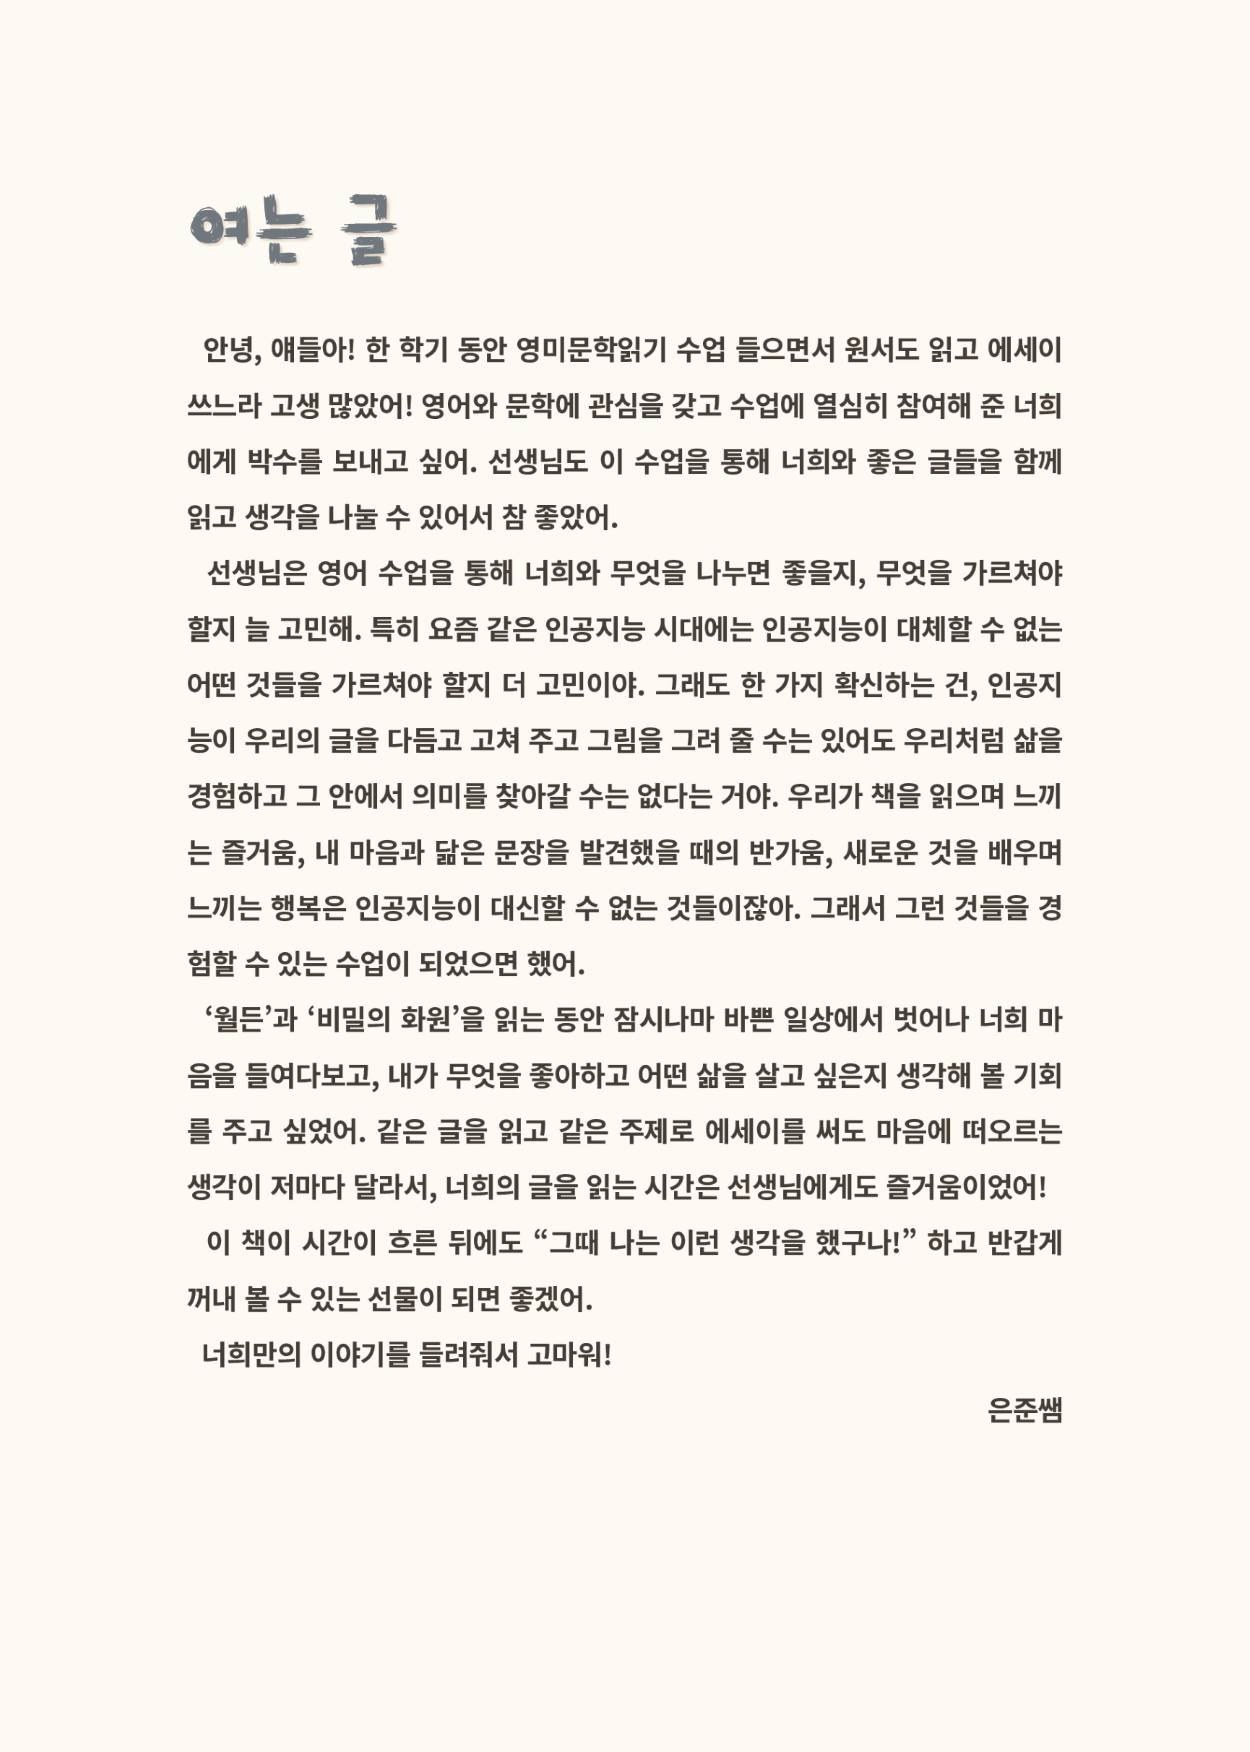 여는 글
안녕, 얘들아! 한 학기 동안 영미문학읽기 수업 들으면서 원서도 읽고 에세이
쓰느라 고생 많았어! 영어와 문학에 관심을 갖고 수업에 열심히 참여해 준 너희
에게 박수를 보내고 싶어. 선생님도 이 수업을 통해 너희와 좋은 글들을 함께
읽고 생각을 나눌 수 있어서 참 좋았어.
선생님은 영어 수업을 통해 너희와 무엇을 나누면 좋을지, 무엇을 가르쳐야
할지 늘 고민해. 특히 요즘 같은 인공지능 시대에는 인공지능이 대체할 수 없는
어떤 것들을 가르쳐야 할지 더 고민이야. 그래도 한 가지 확신하는 건, 인공지
능이 우리의 글을 다듬고 고쳐 주고 그림을 그려 줄 수는 있어도 우리처럼 삶을
경험하고 그 안에서 의미를 찾아갈 수는 없다는 거야. 우리가 책을 읽으며 느끼
는 즐거움, 내 마음과 닮은 문장을 발견했을 때의 반가움, 새로운 것을 배우며
느끼는 행복은 인공지능이 대신할 수 없는 것들이잖아. 그래서 그런 것들을 경
험할 수 있는 수업이 되었으면 했어.
‘월든’과 ‘비밀의 화원’을 읽는 동안 잠시나마 바쁜 일상에서 벗어나 너희 마
음을 들여다보고, 내가 무엇을 좋아하고 어떤 삶을 살고 싶은지 생각해 볼 기회
를 주고 싶었어. 같은 글을 읽고 같은 주제로 에세이를 써도 마음에 떠오르는
생각이 저마다 달라서, 너희의 글을 읽는 시간은 선생님에게도 즐거움이었어!
이 책이 시간이 흐른 뒤에도 “그때 나는 이런 생각을 했구나!” 하고 반갑게
꺼내 볼 수 있는 선물이 되면 좋겠어.
너희만의 이야기를 들려줘서 고마워!
은준쌤